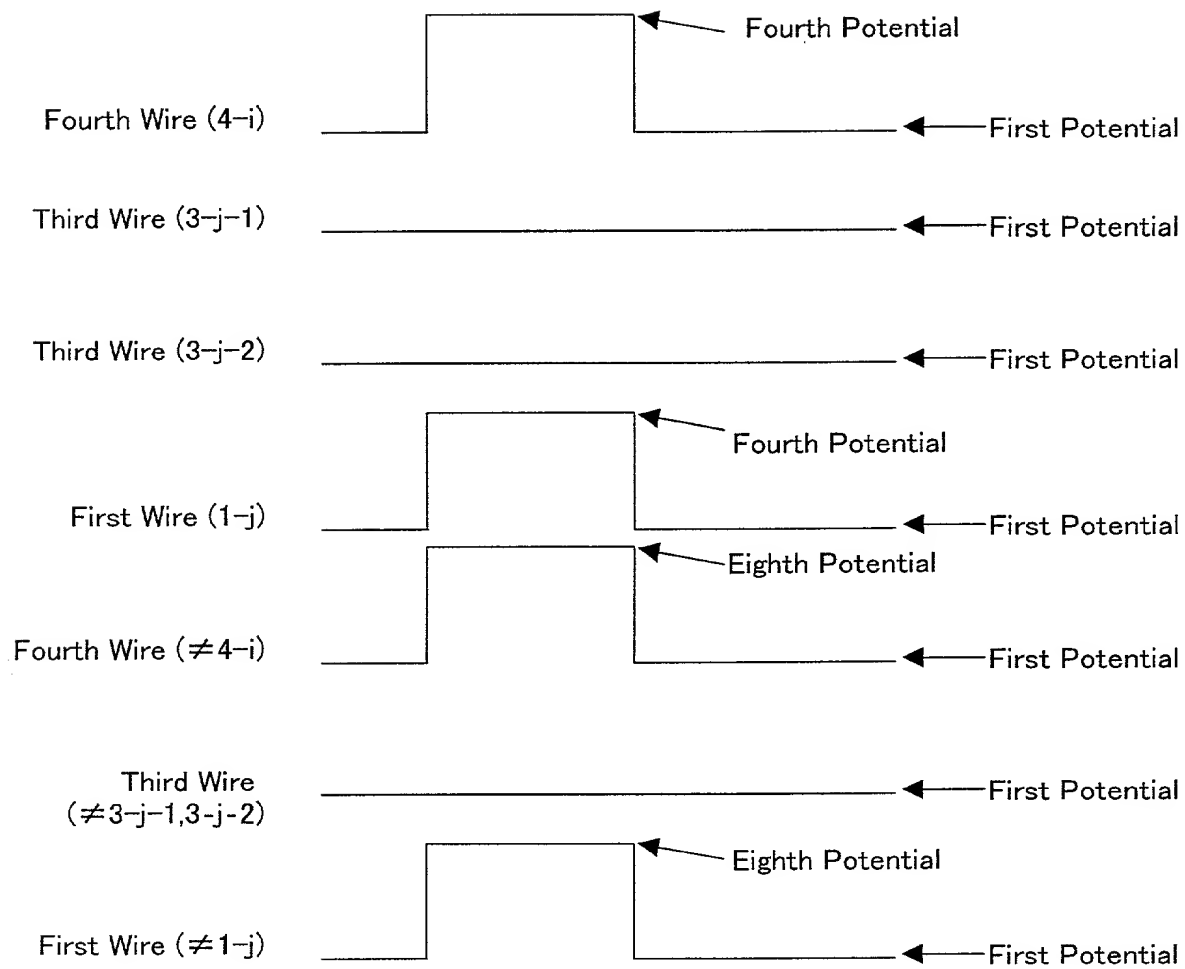 Fourth Potential
Fourth Wire (4-i)
First Potential
Third Wire (3-j-1)
First Potential
Third Wire (3-j-2)
First Potential
Fourth Potential
First Wire (1-j)
First Potential
Eighth Potential
Fourth Wire (≠4-i)
First Potential
Third Wire
(≠3-j-1,3-j-2)
First Potential
Eighth Potential
First Wire (≠1-j)
First Potential